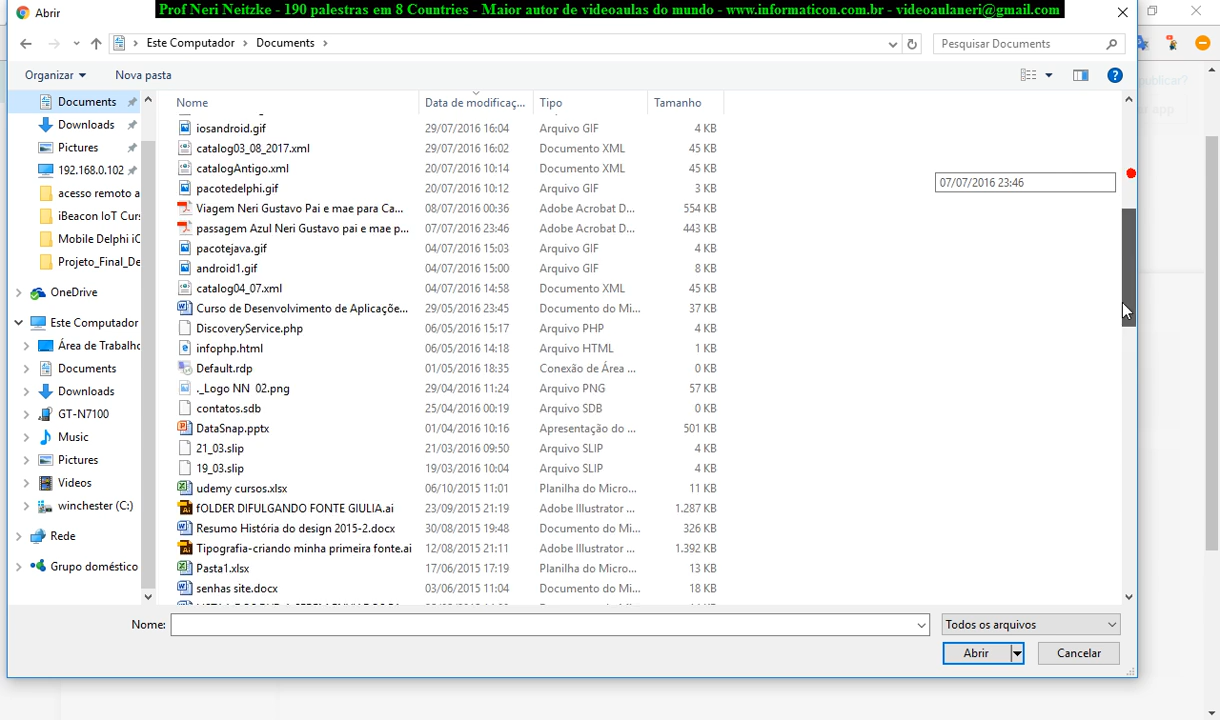 Prof Neri Neitzke - 190 palestras em 8 Countries - Maior autor de videoaulas do mundo - www.informaticon.com.br - videoaulaneri@gmail.com
Abrir
Este Computador > Documents >
Pesquisar Documents
Organizar
Nova pasta
publicar?
app
Documents
Downloads
Pictures
192.168.0.102
acesso remoto a
iBeacon IoT Curs
Mobile Delphi iC
Projeto_Final_De
OneDrive
Este Computador
Área de Trabalho
Documents
Downloads
GT-N7100
Music
Pictures
Videos
winchester (C:)
Rede
Grupo doméstico
Nome Data de modificaç... Tipo Tamanho
iosandroid.gif 29/07/2016 16:04 Arquivo GIF 4 KB
catalog03_08_2017.xml 29/07/2016 16:02 Documento XML 45 KB
catalogAntigo.xml 20/07/2016 10:14 Documento XML 45 KB
pacotedelphi.gif 20/07/2016 10:12 Arquivo GIF 3 KB
Viagem Neri Gustavo Pai e mae para Ca... 08/07/2016 00:36 Adobe Acrobat D... 554 KB
passagem Azul Neri Gustavo pai e mae p... 07/07/2016 23:46 Adobe Acrobat D... 443 KB
pacotejava.gif 04/07/2016 15:03 Arquivo GIF 4 KB
android1.gif 04/07/2016 15:00 Arquivo GIF 8 KB
catalog04_07.xml 04/07/2016 14:58 Documento XML 45 KB
Curso de Desenvolvimento de Aplicaçõe... 29/05/2016 23:45 Documento do Mi... 37 KB
DiscoveryService.php 06/05/2016 15:17 Arquivo PHP 4 KB
infophp.html 06/05/2016 14:18 Arquivo HTML 1 KB
Default.rdp 01/05/2016 18:35 Conexão de Área ... 0 KB
._Logo NN 02.png 29/04/2016 11:24 Arquivo PNG 57 KB
contatos.sdb 25/04/2016 00:19 Arquivo SDB 0 KB
DataSnap.pptx 01/04/2016 10:16 Apresentação do ... 501 KB
21_03.slip 21/03/2016 09:50 Arquivo SLIP 4 KB
19_03.slip 19/03/2016 10:04 Arquivo SLIP 4 KB
udemy cursos.xlsx 06/10/2015 11:01 Planilha do Micro... 11 KB
fOLDER DIFULGANDO FONTE GIULIA.ai 23/09/2015 21:19 Adobe Illustrator ... 1.287 KB
Resumo História do design 2015-2.docx 30/08/2015 19:48 Documento do Mi... 326 KB
Tipografia-criando minha primeira fonte.ai 12/08/2015 21:11 Adobe Illustrator ... 1.392 KB
Pasta1.xlsx 17/06/2015 17:19 Planilha do Micro... 13 KB
senhas site.docx 03/06/2015 11:04 Documento do Mi... 18 KB
07/07/2016 23:46
Nome:
Todos os arquivos
Abrir
Cancelar